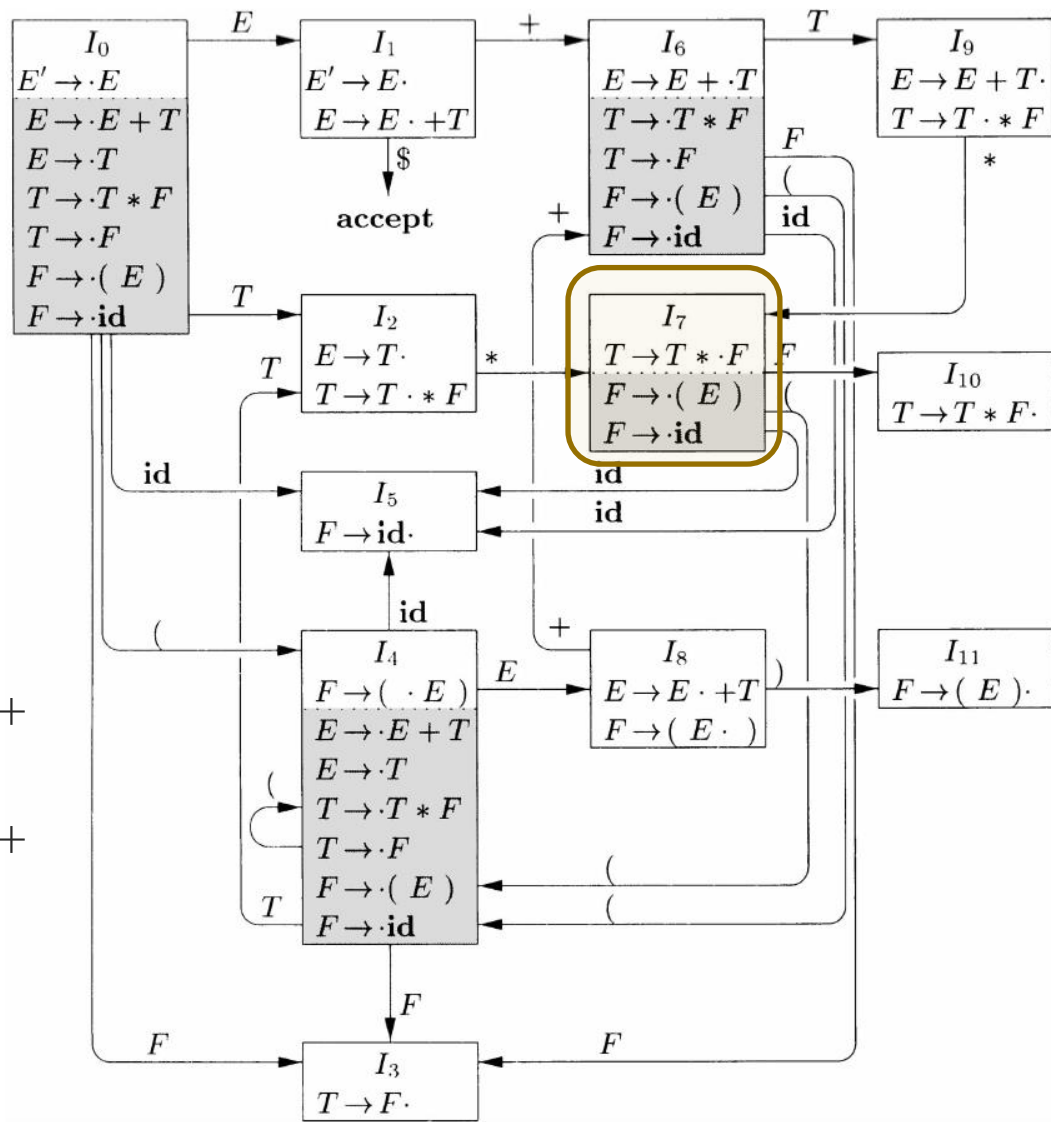 I₀
E' → ·E
E → ·E + T
E → ·T
T → ·T * F
T → ·F
F → ·( E )
F → ·id
E
I₁
E' → E·
E → E · +T
$
accept
+
I₆
E → E + ·T
T → ·T * F
T → ·F
F → ·( E )
F → ·id
T
I₉
E → E + T·
T → T · * F
*
F
(
id
+
T
I₂
E → T·
T → T · * F
T
*
I₇
T → T * ·F
F → ·( E )
F → ·id
F
(
I₁₀
T → T * F·
id
id
id
I₅
F → id·
id
(
I₄
F → ( · E )
E → ·E + T
E → ·T
T → ·T * F
T → ·F
F → ·( E )
F → ·id
(
T
E
+
I₈
E → E · +T
F → ( E · )
)
I₁₁
F → ( E )·
+
+
(
(
F
F
F
I₃
T → F·